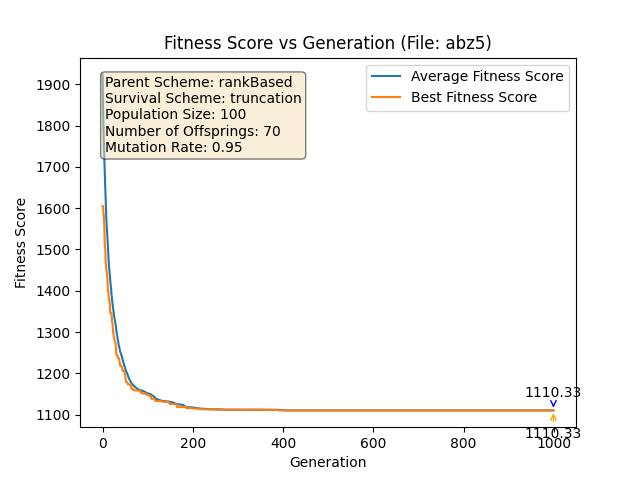 Fitness Score vs Generation (File: abz5)
Parent Scheme: rankBased
Survival Scheme: truncation
Population Size: 100
Number of Offsprings: 70
Mutation Rate: 0.95
Average Fitness Score
Best Fitness Score
Fitness Score
1900
1800
1700
1600
1500
1400
1300
1200
1100
1110.33
1110.33
0
200
400
600
800
1000
Generation